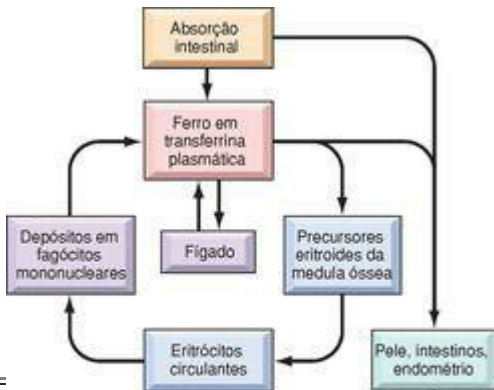 Absorção
intestinal
Ferro em
transferrina
plasmática
Depósitos em
fagócitos
mononucleares
Fígado
Precursores
eritroides da
medula óssea
Eritrócitos
circulantes
Pele, intestinos,
endométrio